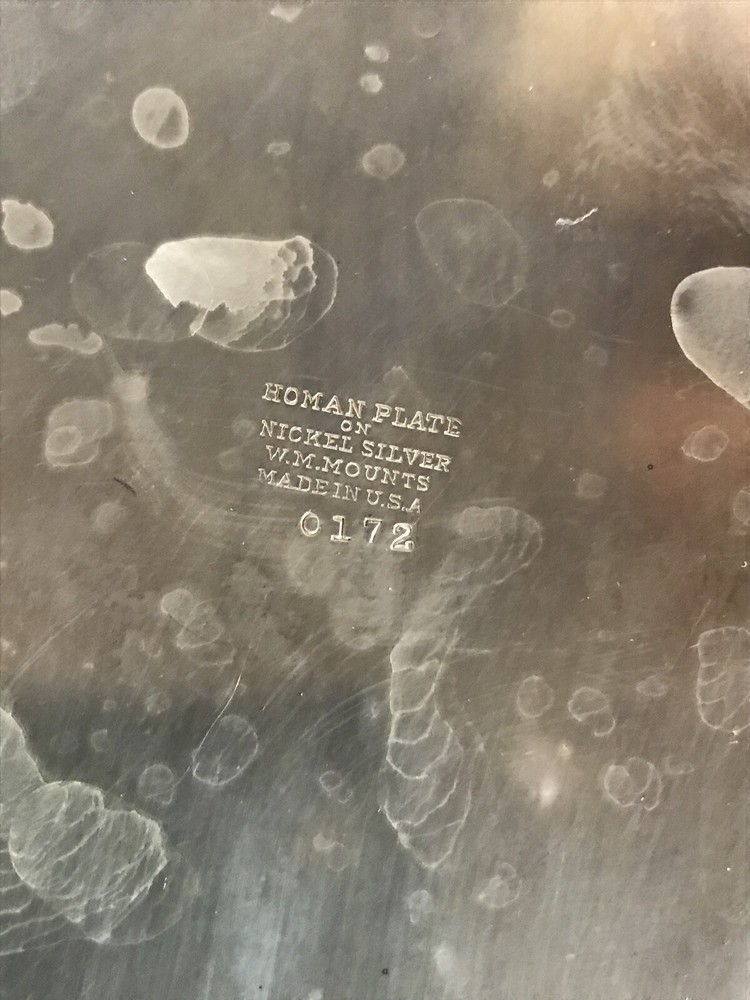 HOMAN PLATE
ON
NICKEL SILVER
W.M.MOUNTS
MADE IN U.S.A
0172